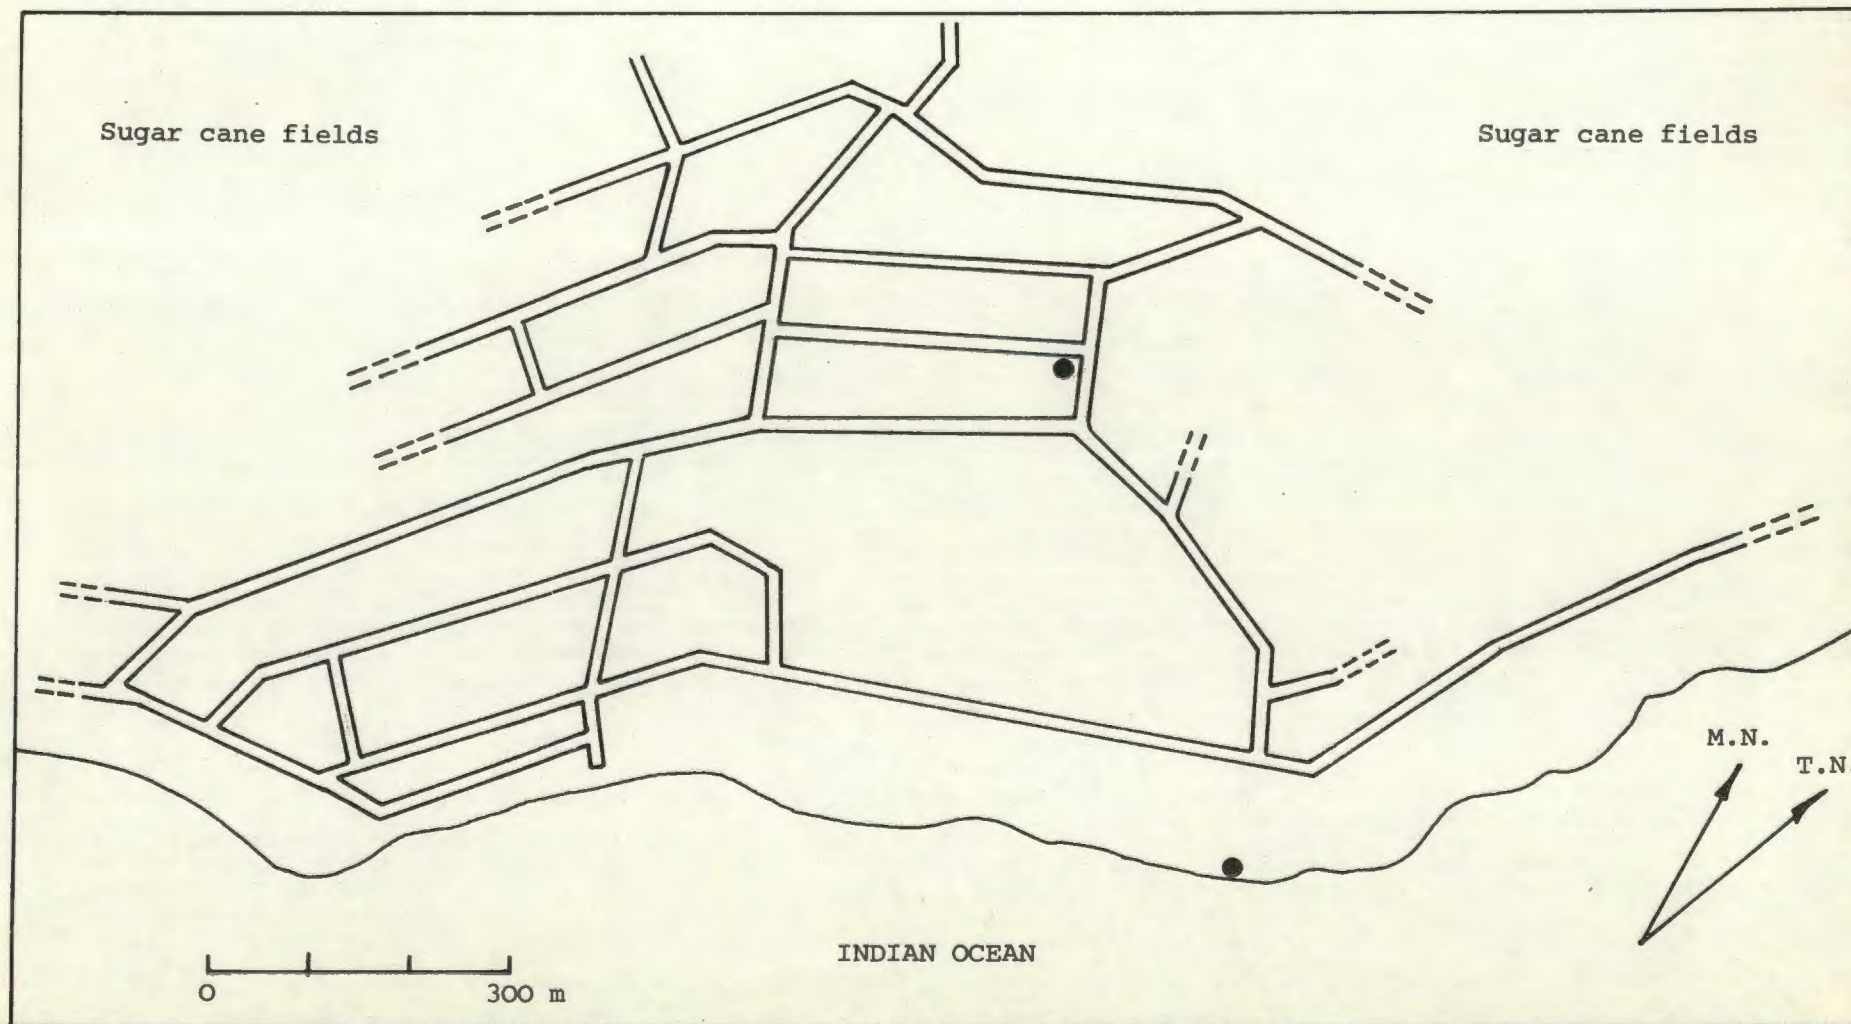 Sugar cane fields
Sugar cane fields
M.N.
T.N.
INDIAN OCEAN
0 300 m